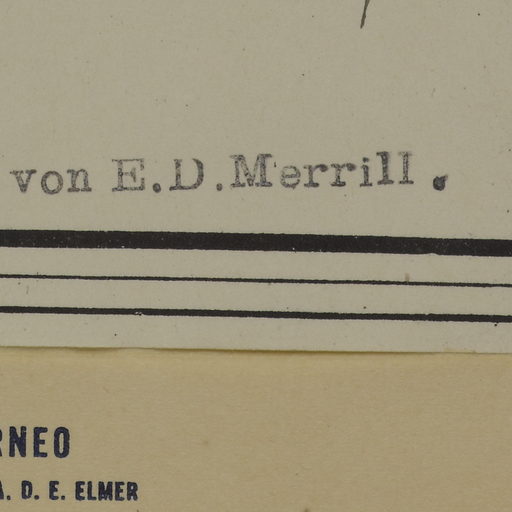 von E.D.Merrill.
RNEO
A. D. E. ELMER